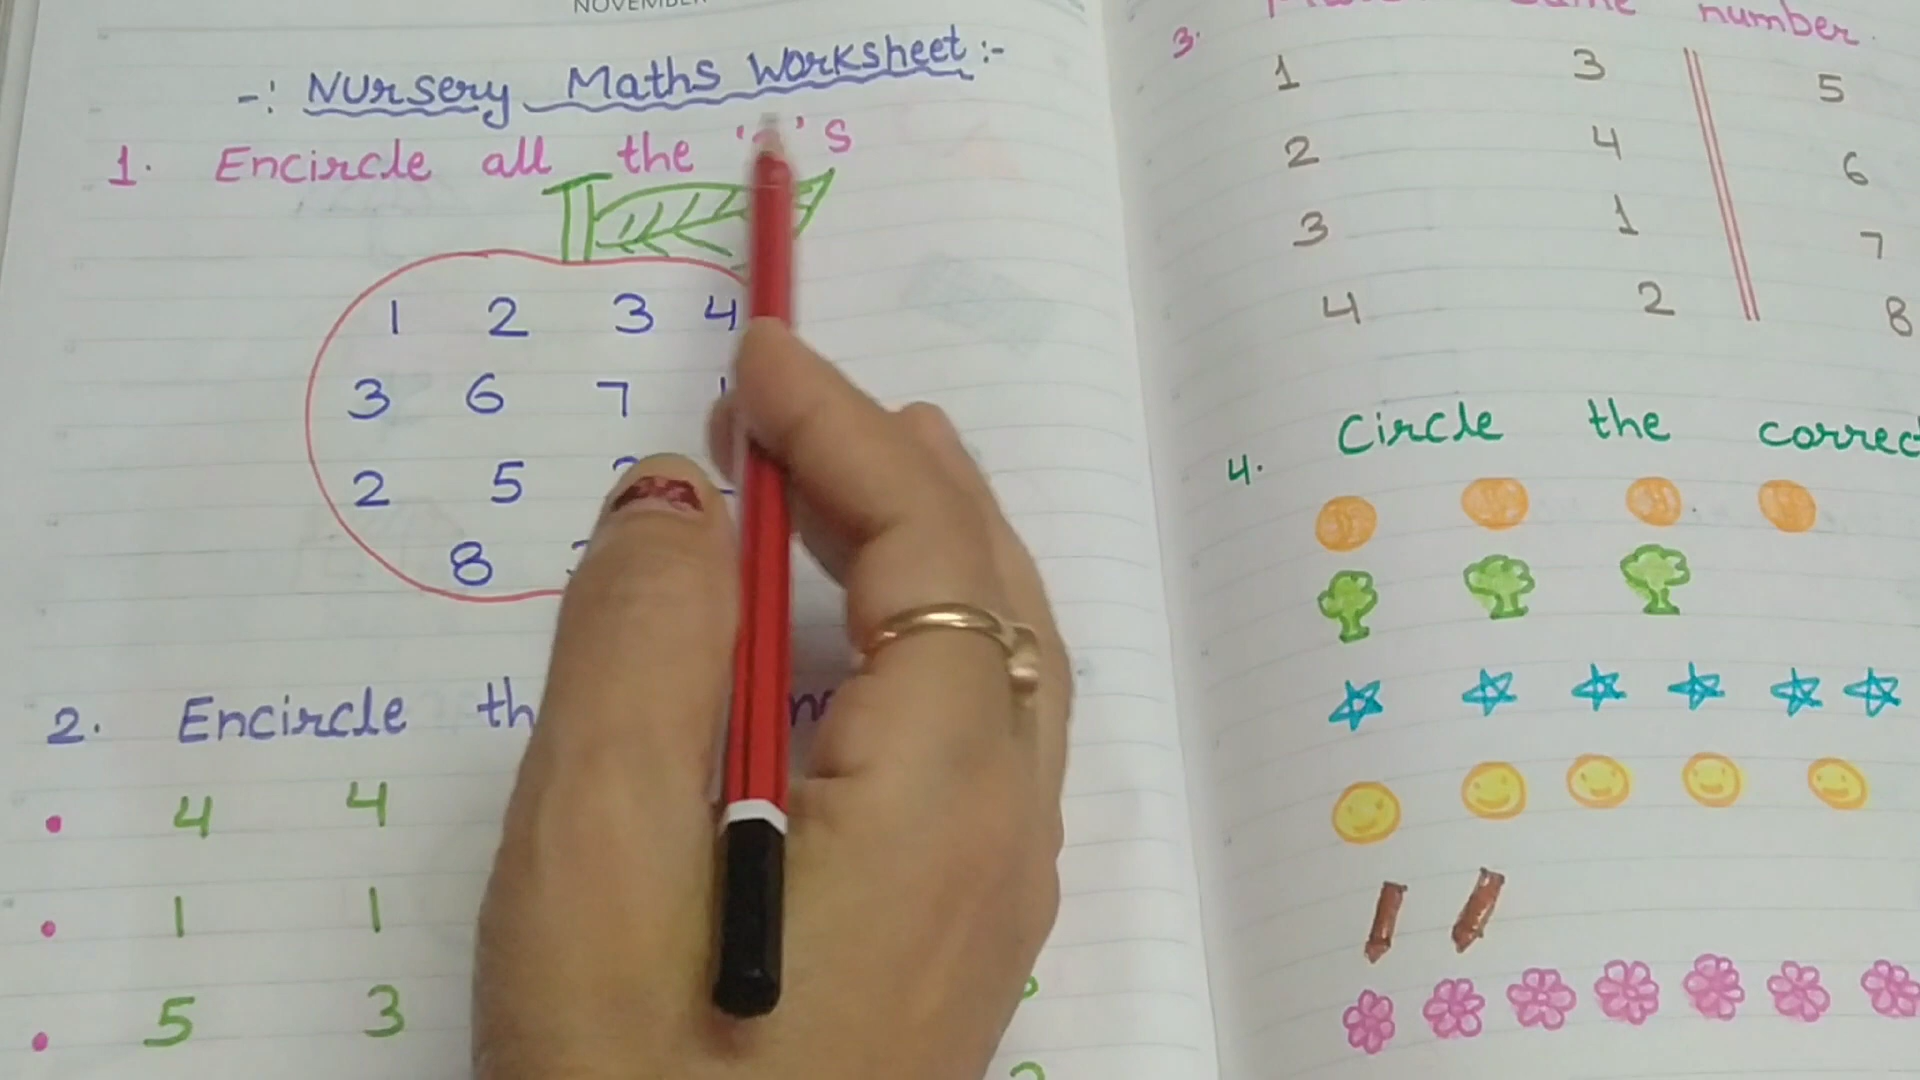 NOVEMBER
-: Nursery Maths Worksheet :-
1. Encircle all the ' 's
1 2 3 4
3 6 7
2 5
8
2. Encircle
4 4
1 1
5 3
3. number.
1 3 5
2 4 6
3 1 7
4 2 8
4. Circle the